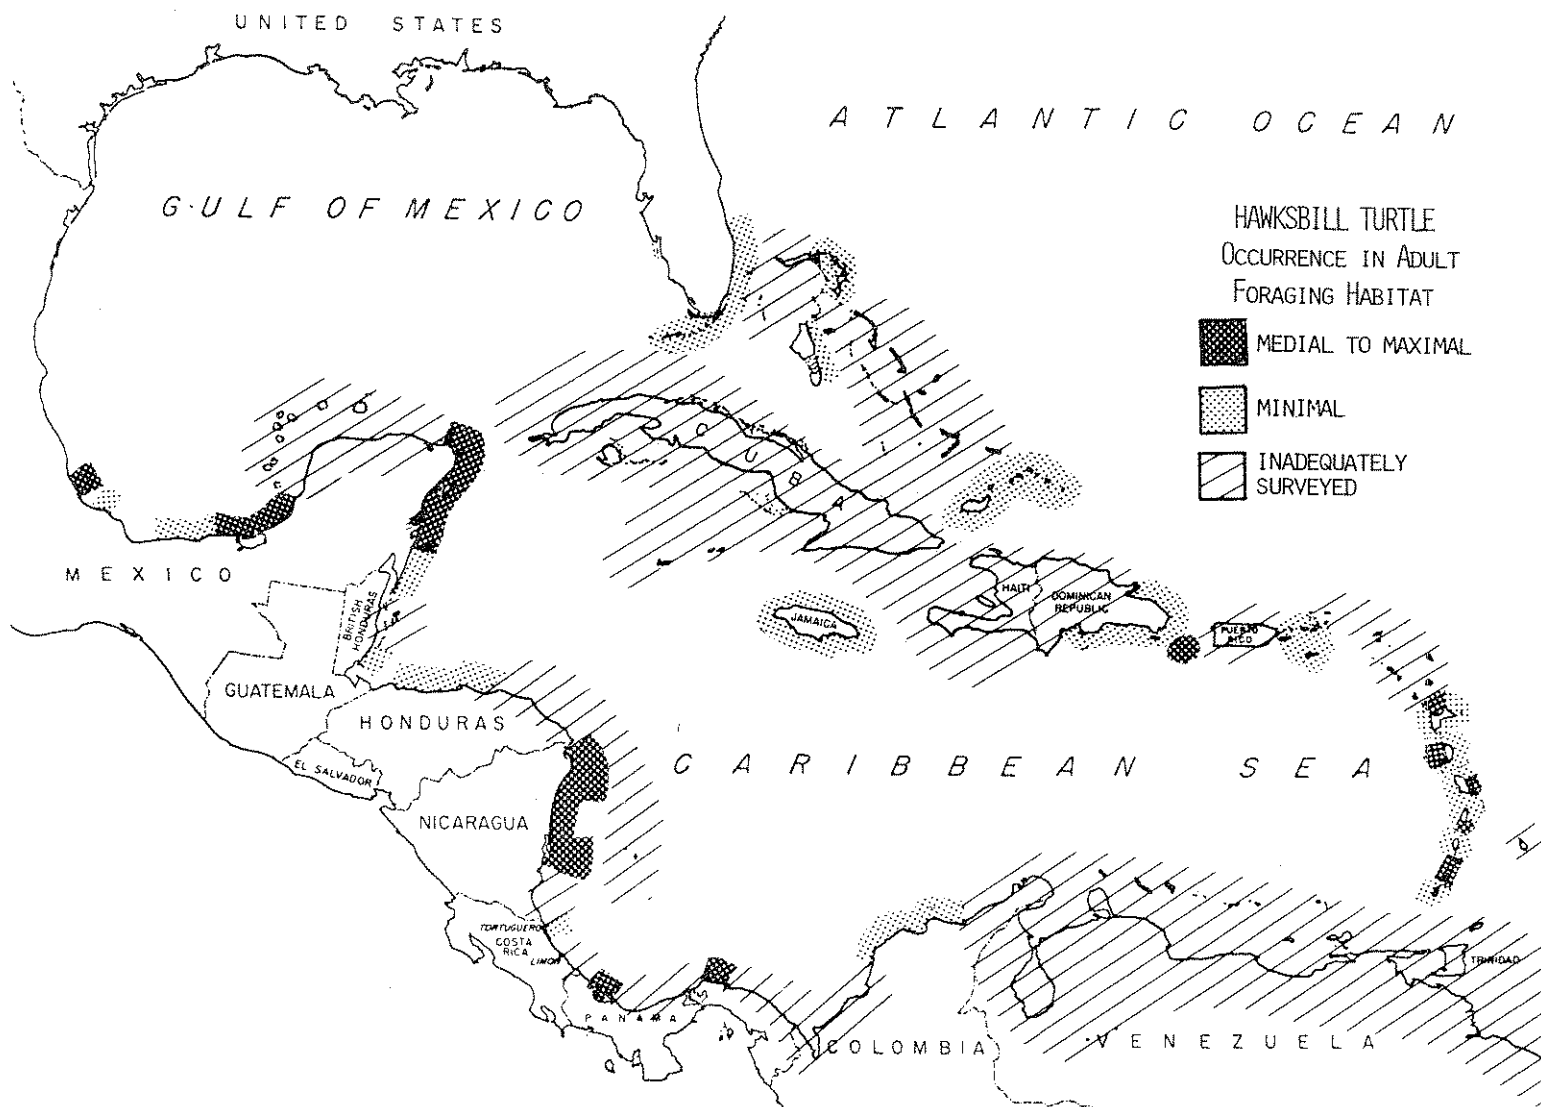 UNITED STATES
ATLANTIC OCEAN
GULF OF MEXICO
HAWKSBILL TURTLE
OCCURRENCE IN ADULT
FORAGING HABITAT
MEDIAL TO MAXIMAL
MINIMAL
INADEQUATELY
SURVEYED
CUBA
MEXICO
BRITISH
HONDURAS
HAITI
DOMINICAN
REPUBLIC
JAMAICA
PUERTO
RICO
GUATEMALA
HONDURAS
EL SALVADOR
CARIBBEAN SEA
NICARAGUA
TORTUGUERO
COSTA
RICA
LIMON
TRINIDAD
PANAMA
COLOMBIA
VENEZUELA